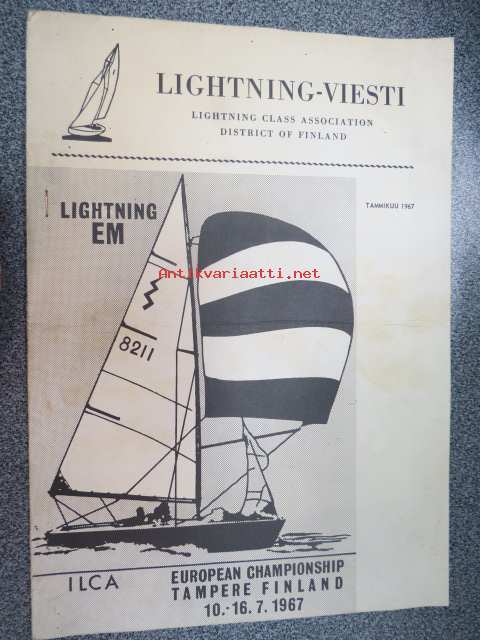 LIGHTNING-VIESTI
LIGHTNING CLASS ASSOCIATION
DISTRICT OF FINLAND
TAMMIKUU 1967
LIGHTNING
EM
Antikvariaatti.net
8211
ILCA
EUROPEAN CHAMPIONSHIP
TAMPERE FINLAND
10.-16.7.1967